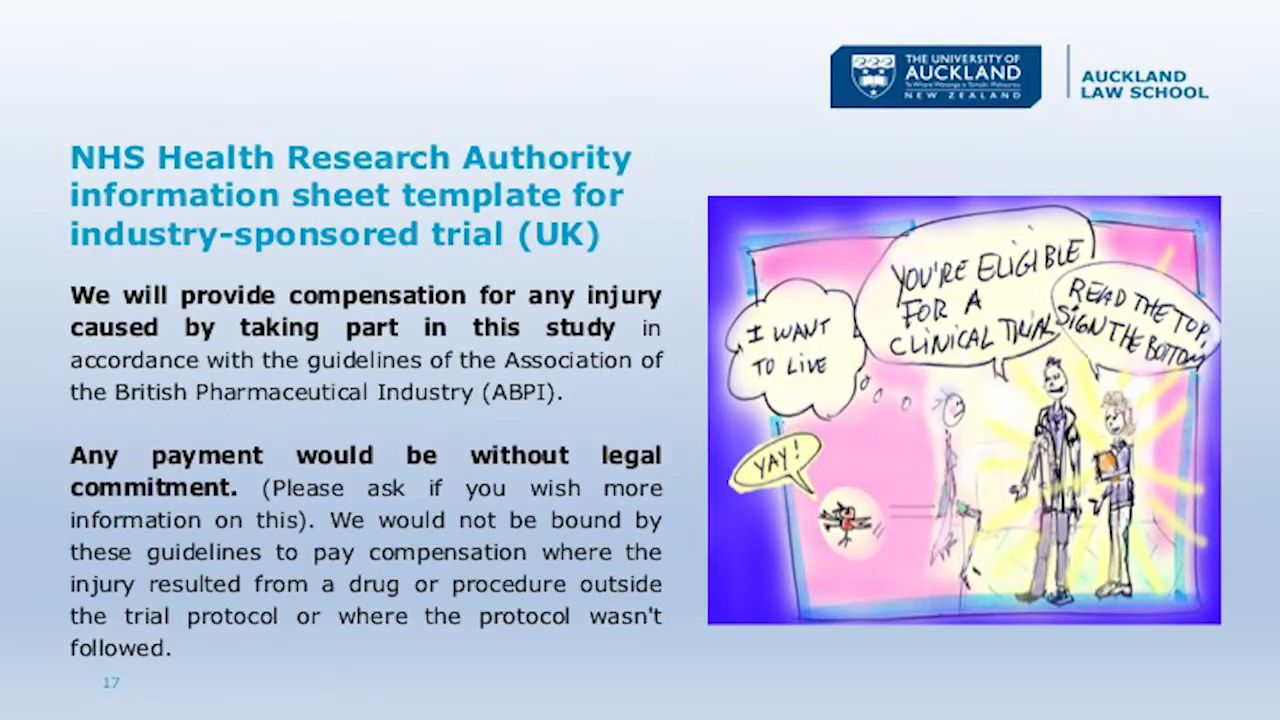 THE UNIVERSITY OF
AUCKLAND
NEW ZEALAND
AUCKLAND
LAW SCHOOL
NHS Health Research Authority
information sheet template for
industry-sponsored trial (UK)
We will provide compensation for any injury
caused by taking part in this study in
accordance with the guidelines of the Association of
the British Pharmaceutical Industry (ABPI).
Any payment would be without legal
commitment. (Please ask if you wish more
information on this). We would not be bound by
these guidelines to pay compensation where the
injury resulted from a drug or procedure outside
the trial protocol or where the protocol wasn't
followed.
YOU'RE ELIGIBLE
FOR A
CLINICAL TRIAL
READ THE TOP,
SIGN THE BOTTOM
I WANT
TO LIVE
YAY!
17